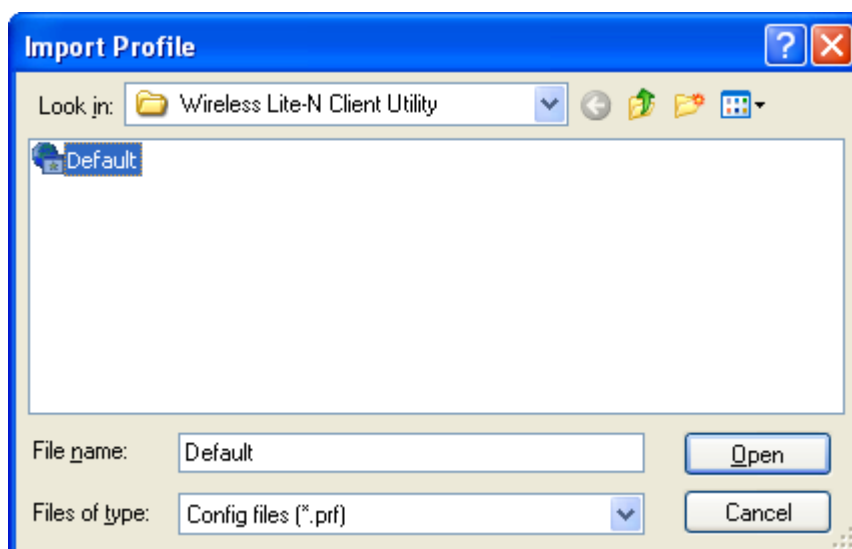 Import Profile
Look in: Wireless Lite-N Client Utility
Default
File name: Default Open
Files of type: Config files (*.prf) Cancel